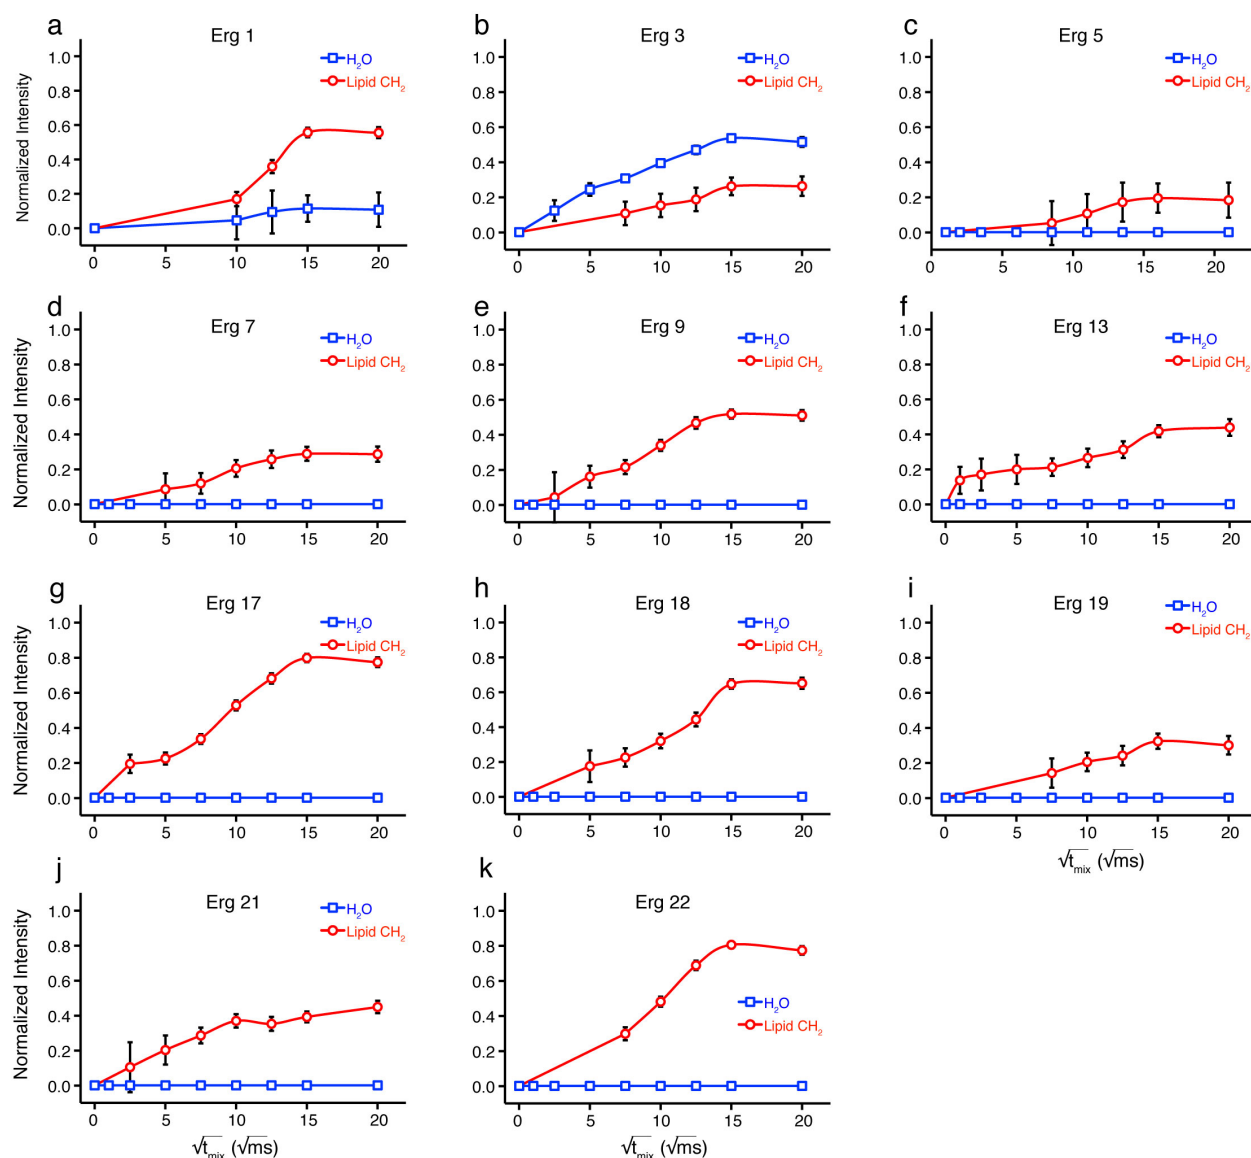 a
Erg 1
H₂O
Lipid CH₂
Normalized Intensity
1.0
0.8
0.6
0.4
0.2
0.0
0 5 10 15 20
b
Erg 3
H₂O
Lipid CH₂
1.0
0.8
0.6
0.4
0.2
0.0
0 5 10 15 20
c
Erg 5
H₂O
Lipid CH₂
1.0
0.8
0.6
0.4
0.2
0.0
0 5 10 15 20
d
Erg 7
H₂O
Lipid CH₂
Normalized Intensity
1.0
0.8
0.6
0.4
0.2
0.0
0 5 10 15 20
e
Erg 9
H₂O
Lipid CH₂
1.0
0.8
0.6
0.4
0.2
0.0
0 5 10 15 20
f
Erg 13
H₂O
Lipid CH₂
1.0
0.8
0.6
0.4
0.2
0.0
0 5 10 15 20
g
Erg 17
H₂O
Lipid CH₂
Normalized Intensity
1.0
0.8
0.6
0.4
0.2
0.0
0 5 10 15 20
h
Erg 18
H₂O
Lipid CH₂
1.0
0.8
0.6
0.4
0.2
0.0
0 5 10 15 20
i
Erg 19
H₂O
Lipid CH₂
1.0
0.8
0.6
0.4
0.2
0.0
0 5 10 15 20
√t_mix (√ms)
j
Erg 21
H₂O
Lipid CH₂
Normalized Intensity
1.0
0.8
0.6
0.4
0.2
0.0
0 5 10 15 20
√t_mix (√ms)
k
Erg 22
H₂O
Lipid CH₂
1.0
0.8
0.6
0.4
0.2
0.0
0 5 10 15 20
√t_mix (√ms)